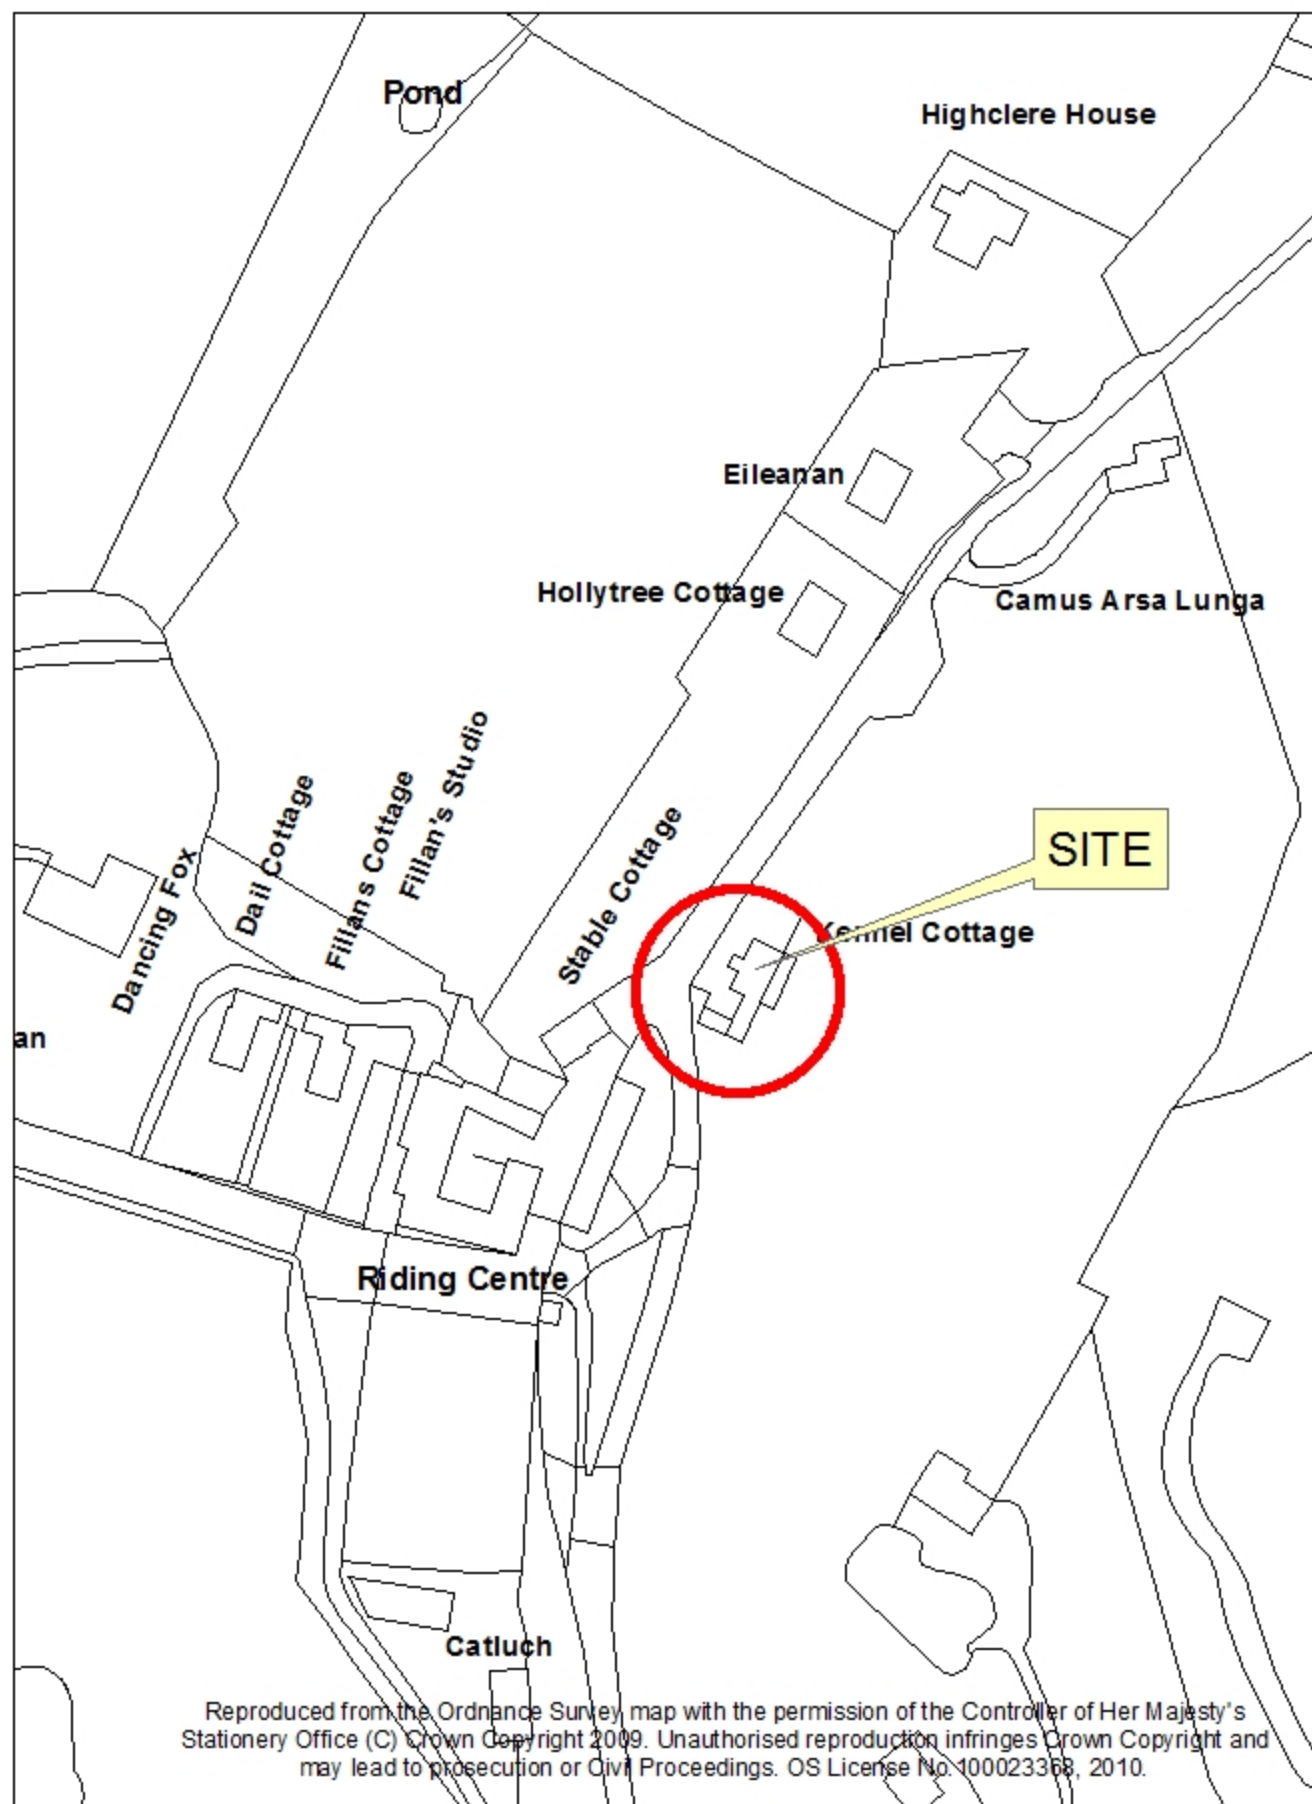 Pond
Highclere House
Eileanan
Hollytree Cottage
Camus Arsa Lunga
Fillan's Studio
Fillans Cottage
Dail Cottage
Dancing Fox
Stable Cottage
SITE
Kennel Cottage
an
Riding Centre
Catluch
Reproduced from the Ordnance Survey map with the permission of the Controller of Her Majesty's
Stationery Office (C) Crown Copyright 2009. Unauthorised reproduction infringes Crown Copyright and
may lead to prosecution or Civil Proceedings. OS License No. 100023368, 2010.